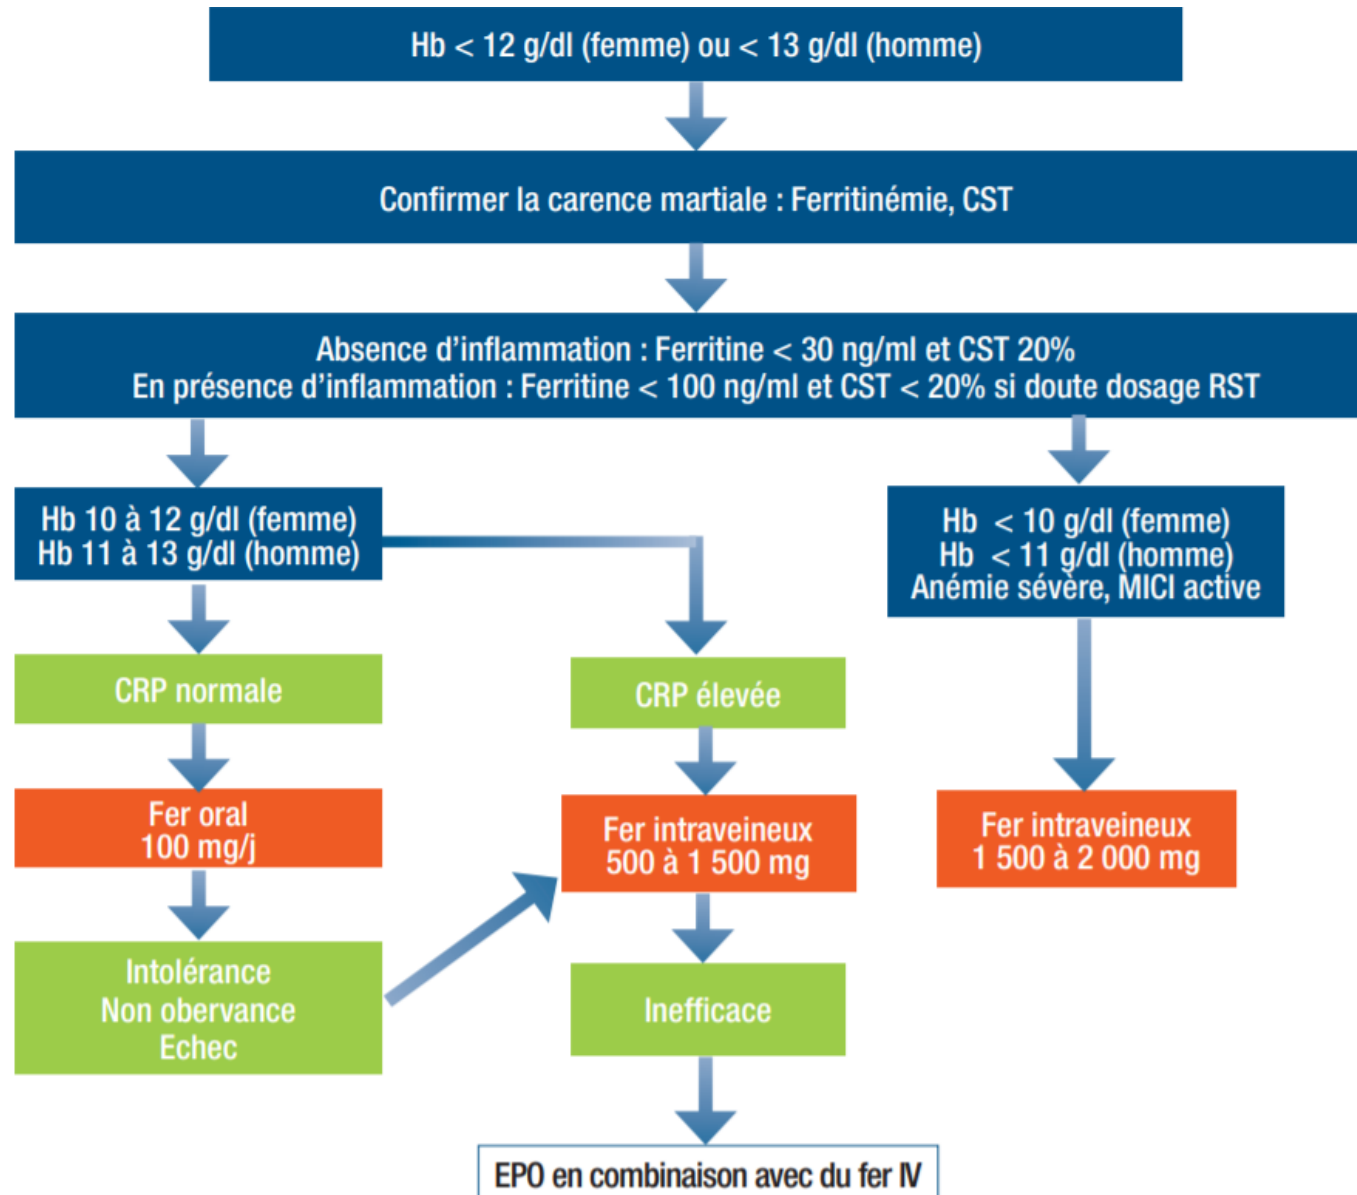 Hb < 12 g/dl (femme) ou < 13 g/dl (homme)
Confirmer la carence martiale : Ferritinémie, CST
Absence d'inflammation : Ferritine < 30 ng/ml et CST 20%
En présence d'inflammation : Ferritine < 100 ng/ml et CST < 20% si doute dosage RST
Hb 10 à 12 g/dl (femme)
Hb 11 à 13 g/dl (homme)
Hb < 10 g/dl (femme)
Hb < 11 g/dl (homme)
Anémie sévère, MICI active
CRP normale
CRP élevée
Fer oral
100 mg/j
Fer intraveineux
500 à 1 500 mg
Fer intraveineux
1 500 à 2 000 mg
Intolérance
Non obervance
Echec
Inefficace
EPO en combinaison avec du fer IV